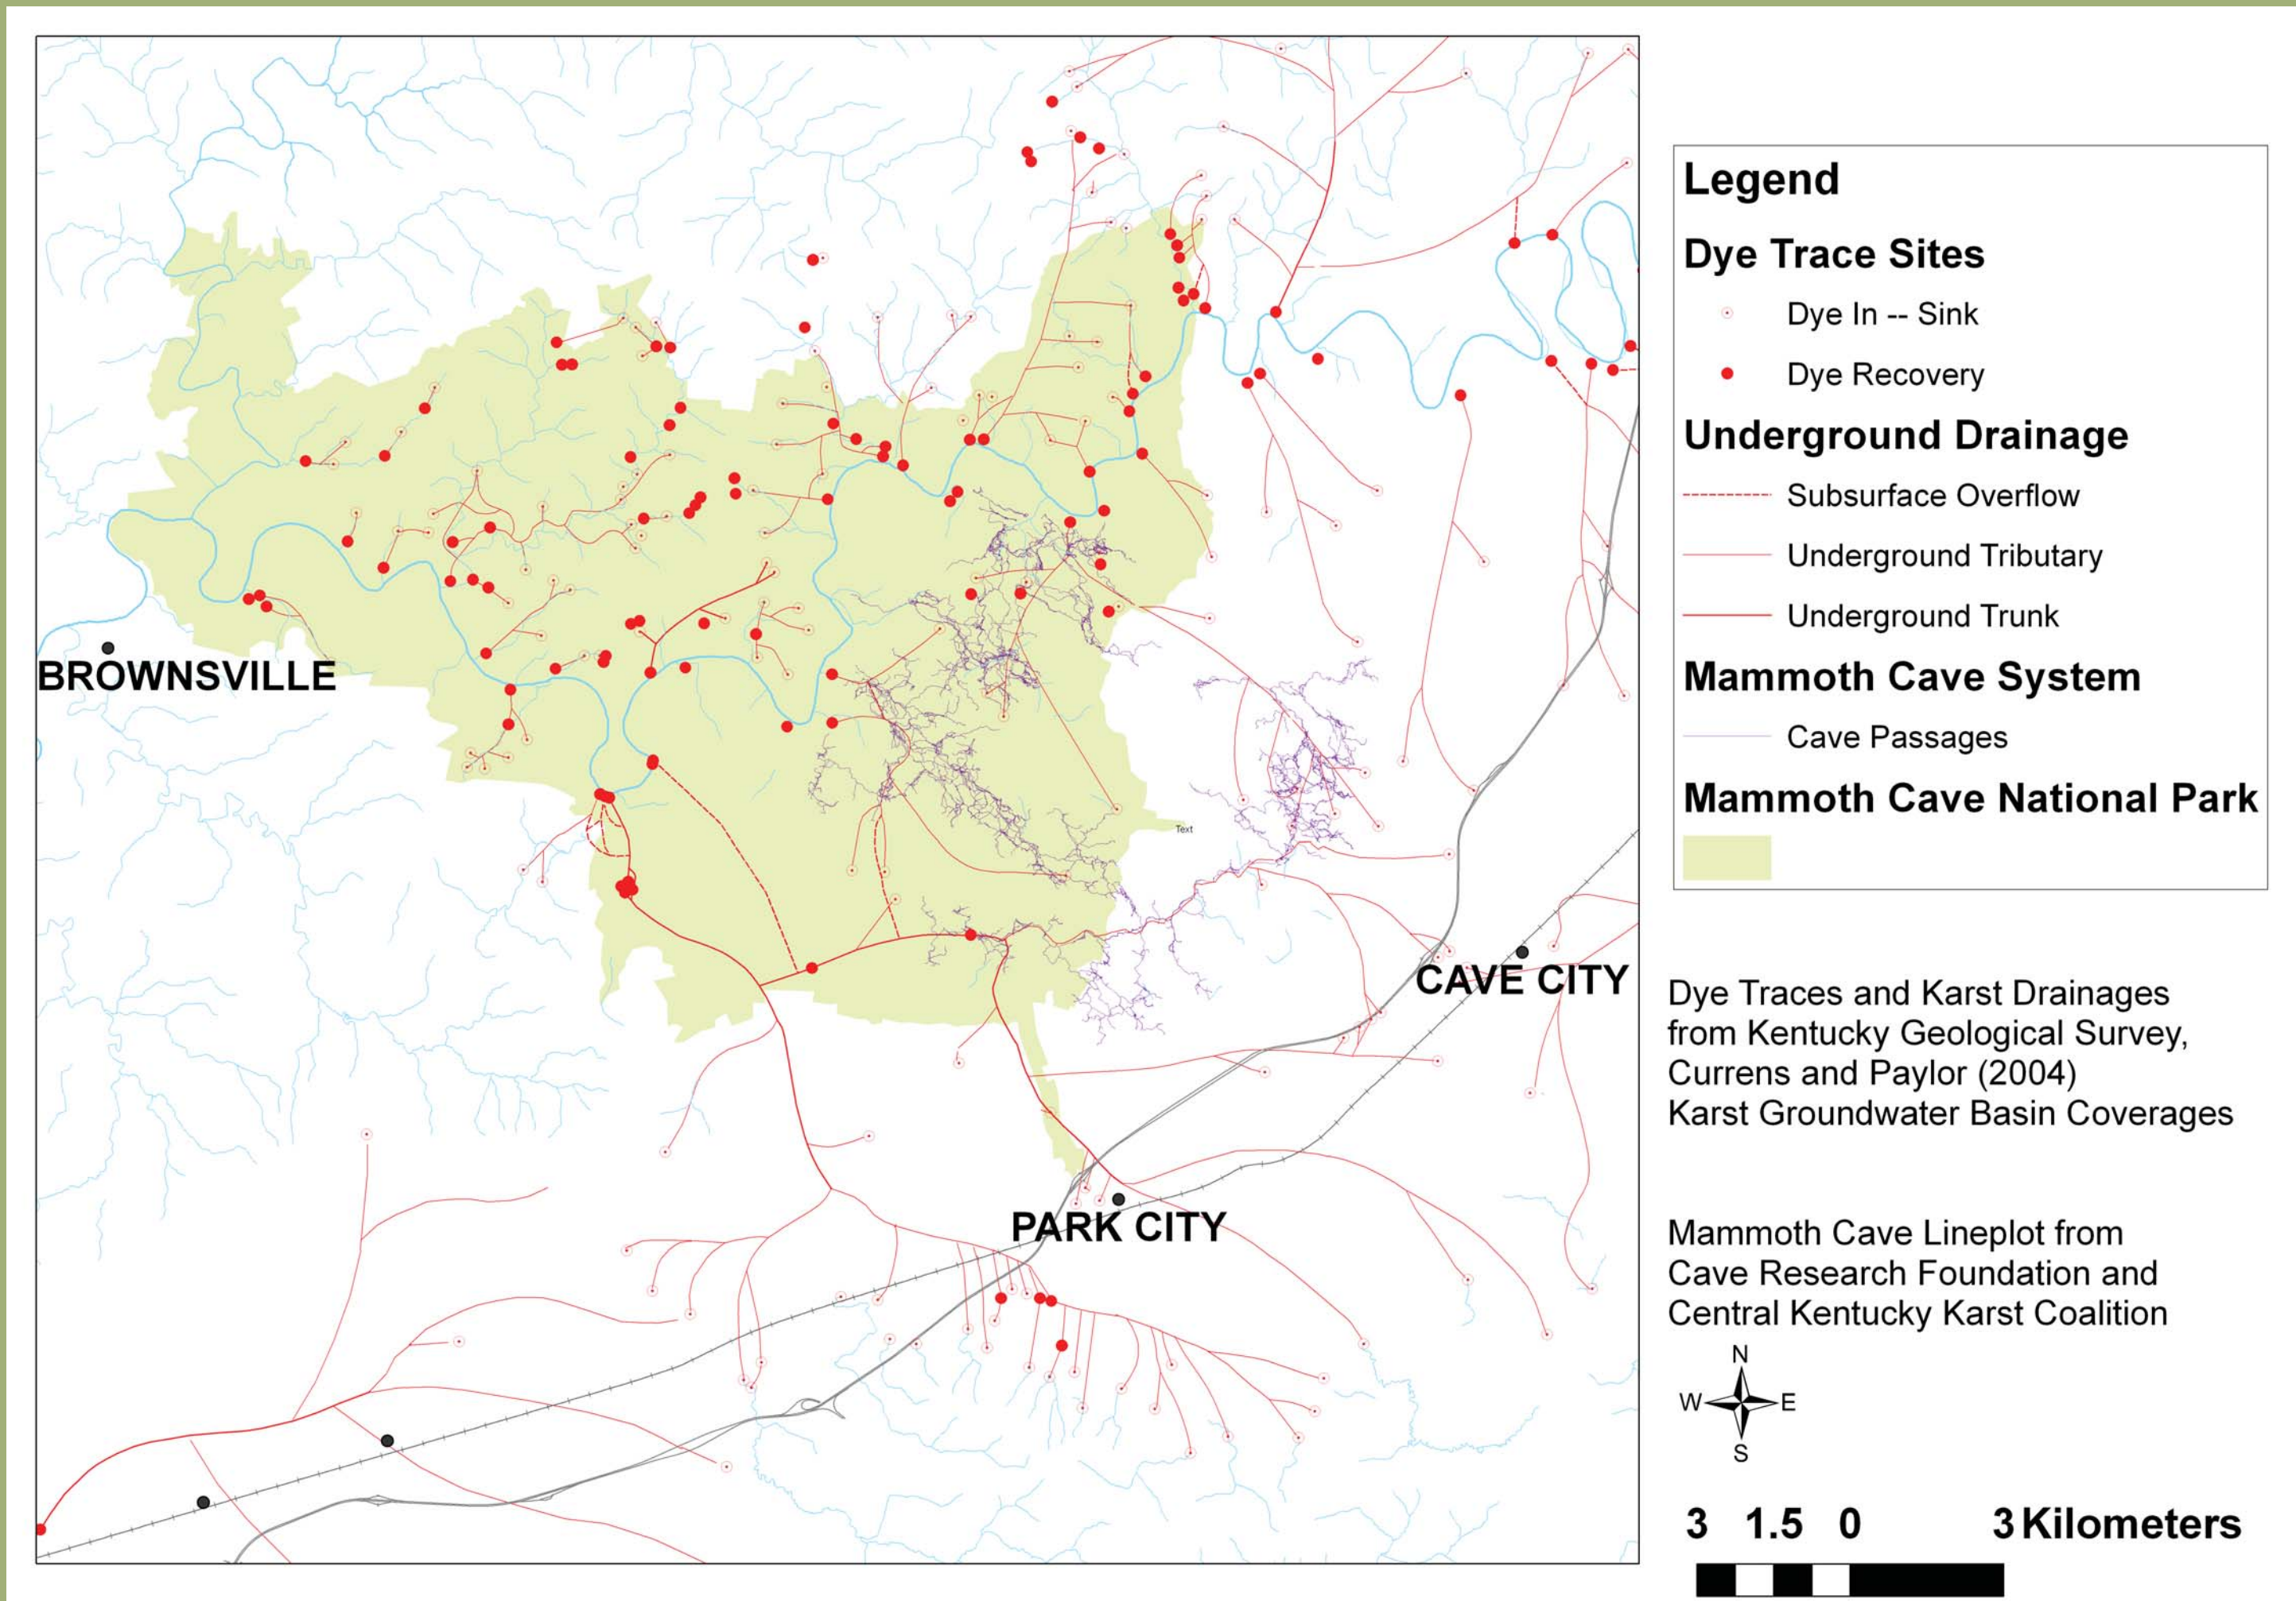 Text
BROWNSVILLE
CAVE CITY
PARK CITY
Legend
Dye Trace Sites
Dye In -- Sink
Dye Recovery
Underground Drainage
Subsurface Overflow
Underground Tributary
Underground Trunk
Mammoth Cave System
Cave Passages
Mammoth Cave National Park
Dye Traces and Karst Drainages
from Kentucky Geological Survey,
Currens and Paylor (2004)
Karst Groundwater Basin Coverages
Mammoth Cave Lineplot from
Cave Research Foundation and
Central Kentucky Karst Coalition
N
W E
S
3 1.5 0 3 Kilometers